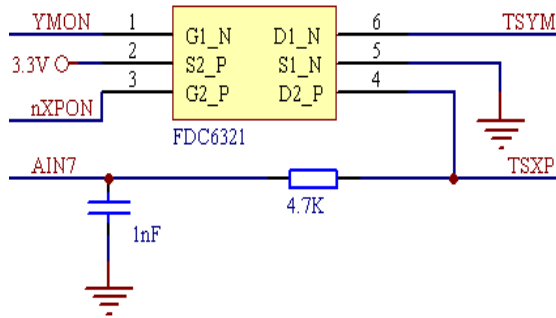 YMON 1 G1_N D1_N 6 TSYM
3.3V 2 S2_P S1_N 5
nXPON 3 G2_P D2_P 4
FDC6321
AIN7 TSXP
4.7K
1nF